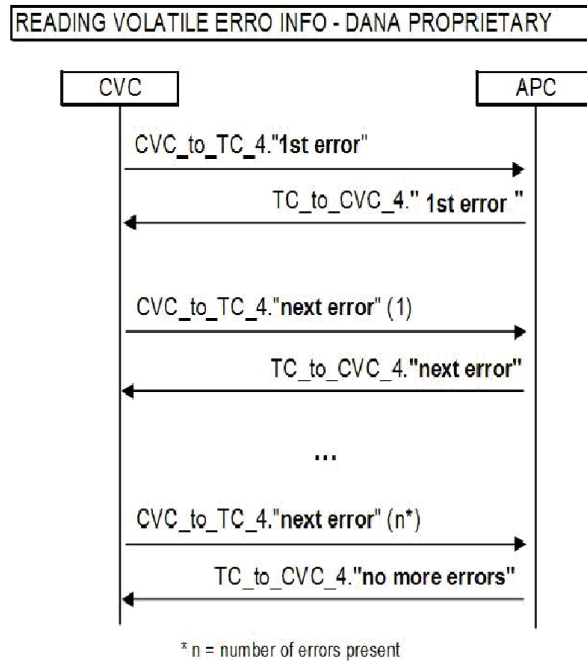 READING VOLATILE ERRO INFO - DANA PROPRIETARY
CVC APC
CVC_to_TC_4."1st error"
TC_to_CVC_4." 1st error "
CVC_to_TC_4."next error" (1)
TC_to_CVC_4."next error"
...
CVC_to_TC_4."next error" (n*)
TC_to_CVC_4."no more errors"
* n = number of errors present